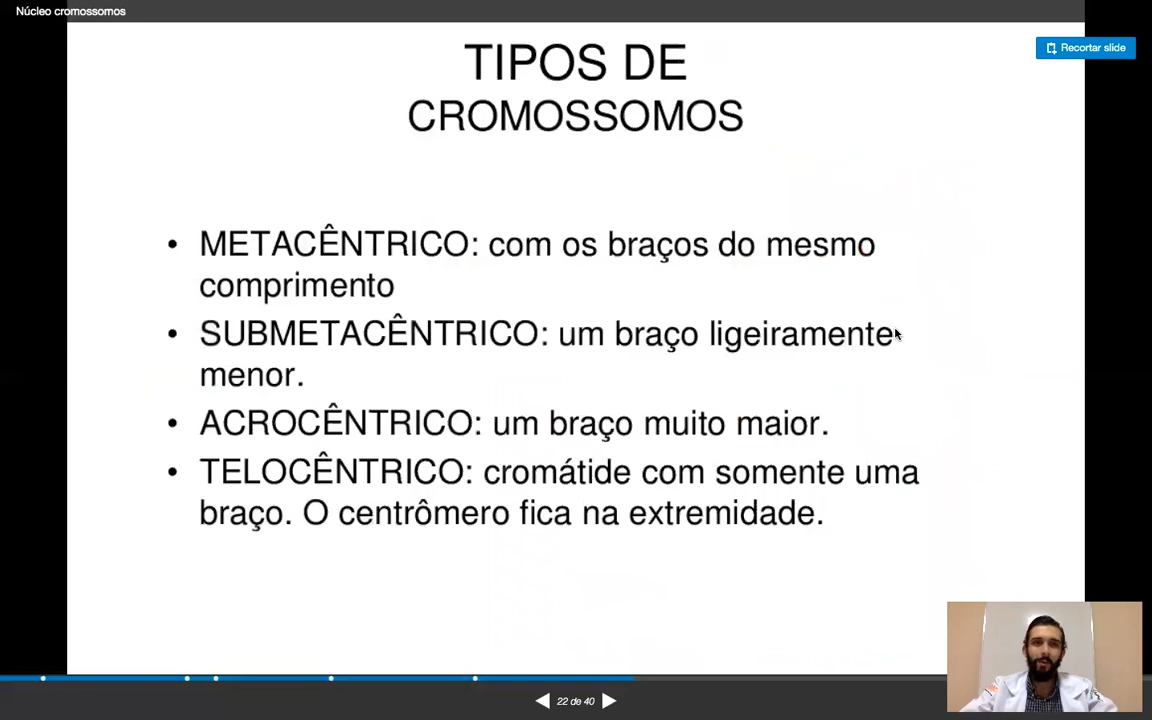 Núcleo cromossomos
Recortar slide
TIPOS DE
CROMOSSOMOS
• METACÊNTRICO: com os braços do mesmo
comprimento
• SUBMETACÊNTRICO: um braço ligeiramente
menor.
• ACROCÊNTRICO: um braço muito maior.
• TELOCÊNTRICO: cromátide com somente uma
braço. O centrômero fica na extremidade.
22 de 40